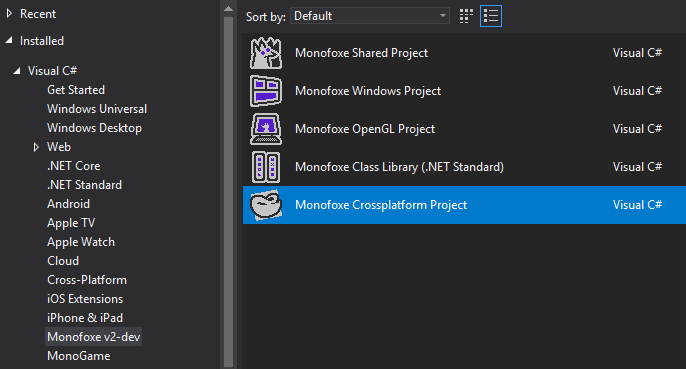 Recent
Installed
Visual C#
Get Started
Windows Universal
Windows Desktop
Web
.NET Core
.NET Standard
Android
Apple TV
Apple Watch
Cloud
Cross-Platform
iOS Extensions
iPhone & iPad
Monofoxe v2-dev
MonoGame
Sort by: Default
Monofoxe Shared Project Visual C#
Monofoxe Windows Project Visual C#
Monofoxe OpenGL Project Visual C#
Monofoxe Class Library (.NET Standard) Visual C#
Monofoxe Crossplatform Project Visual C#